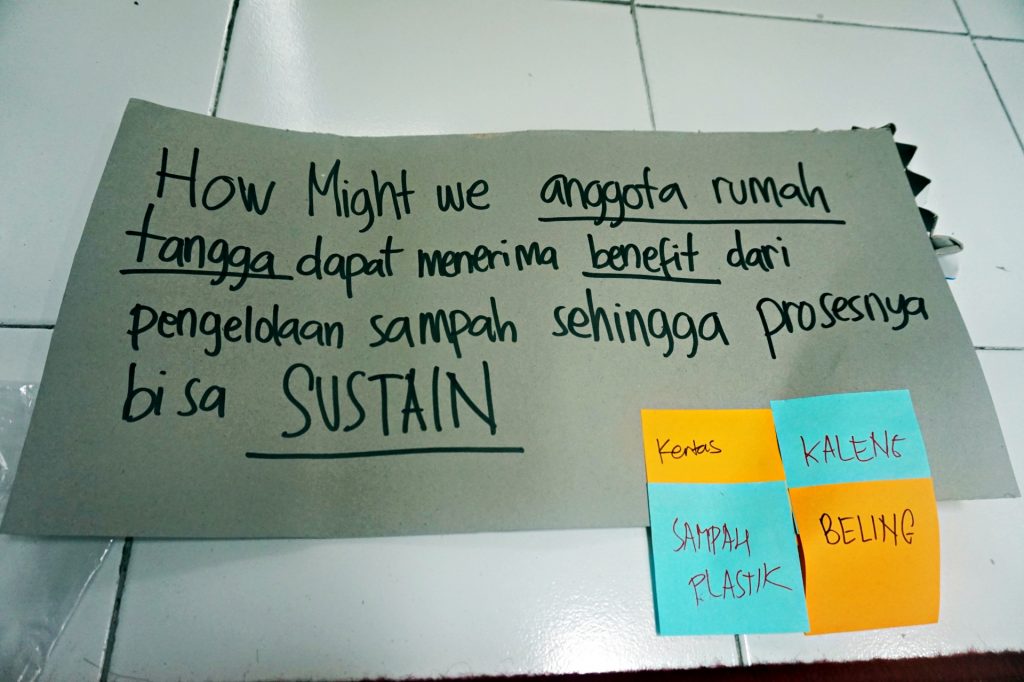 How Might we anggota rumah
tangga dapat menerima benefit dari
pengelolaan sampah sehingga prosesnya
bisa SUSTAIN
Kertas
KALENG
SAMPAH
PLASTIK
BELING